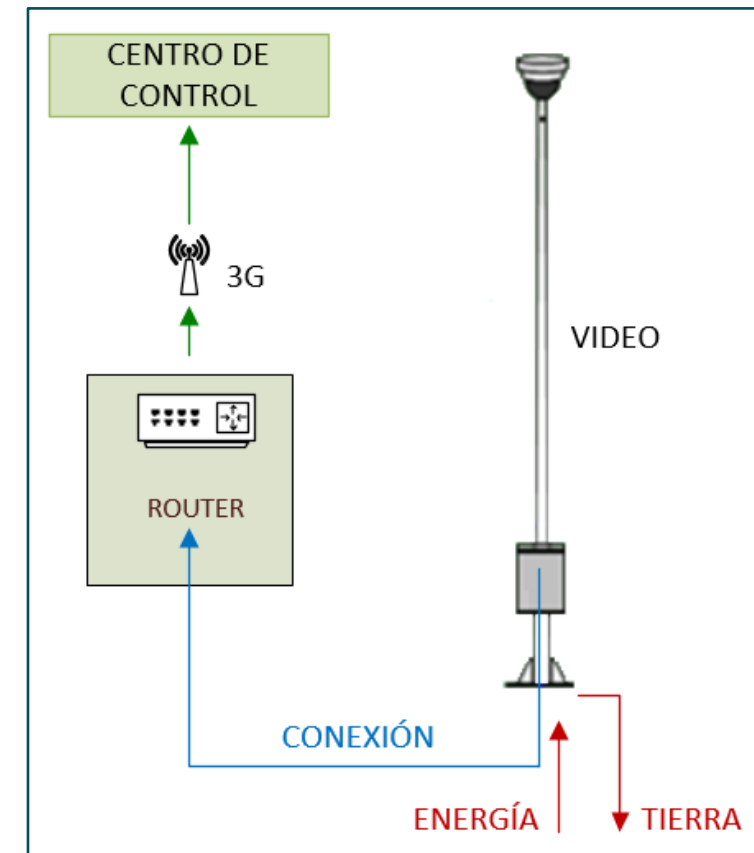 CENTRO DE
CONTROL
3G
VIDEO
ROUTER
CONEXIÓN
ENERGÍA
TIERRA